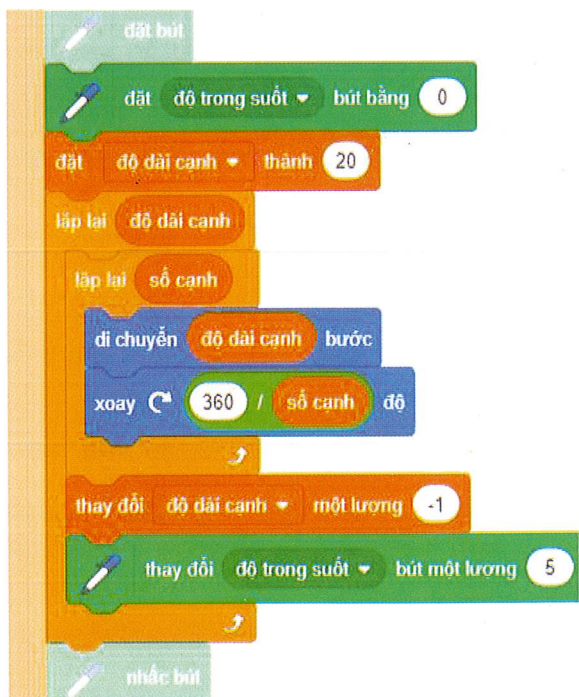 đặt bút
đặt độ trong suốt bút bằng 0
đặt độ dài cạnh thành 20
lặp lại độ dài cạnh
lặp lại số cạnh
di chuyển độ dài cạnh bước
xoay 360 / số cạnh độ
thay đổi độ dài cạnh một lượng -1
thay đổi độ trong suốt bút một lượng 5
nhấc bút